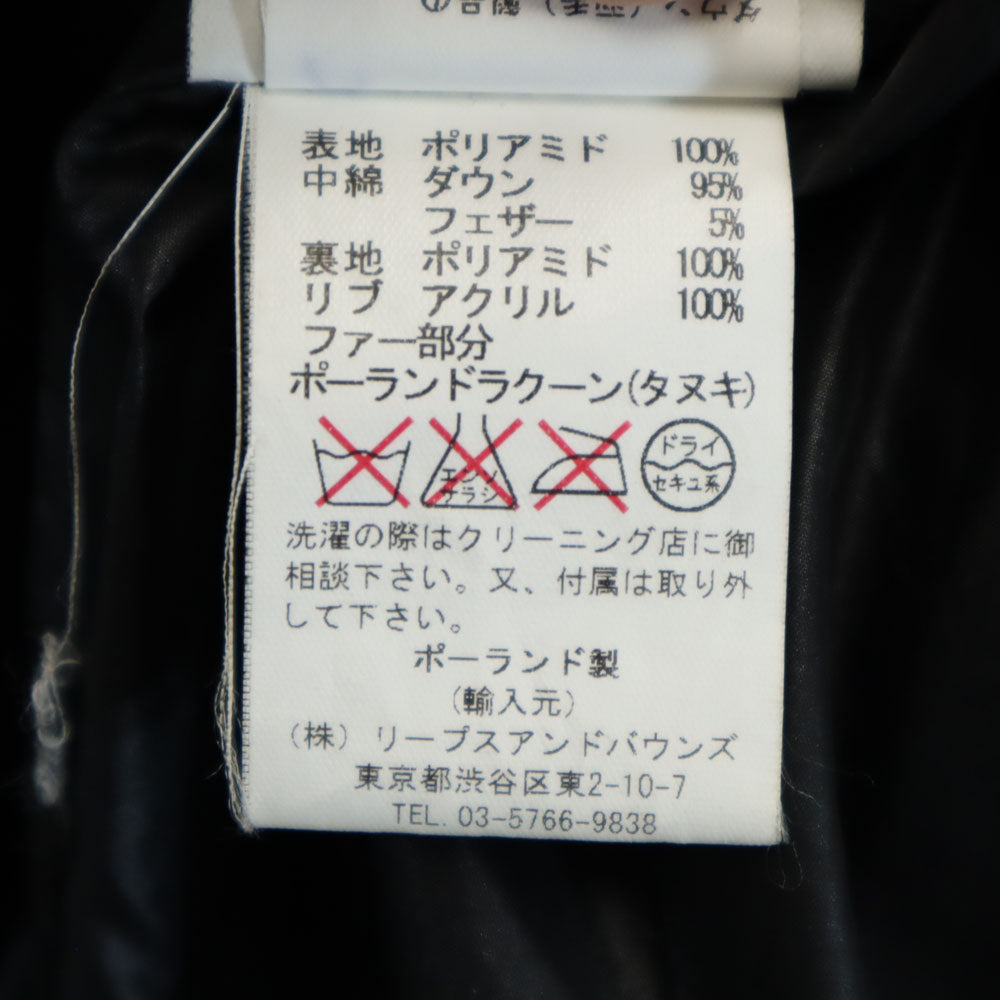 表地 ポリアミド 100%
中綿 ダウン 95%
フェザー 5%
裏地 ポリアミド 100%
リブ アクリル 100%
ファー部分
ポーランドラクーン(タヌキ)
エンソ
サラシ
ドライ
セキユ系
洗濯の際はクリーニング店に御
相談下さい。又、付属は取り外
して下さい。
ポーランド製
(輸入元)
(株) リープスアンドバウンズ
東京都渋谷区東2-10-7
TEL. 03-5766-9838